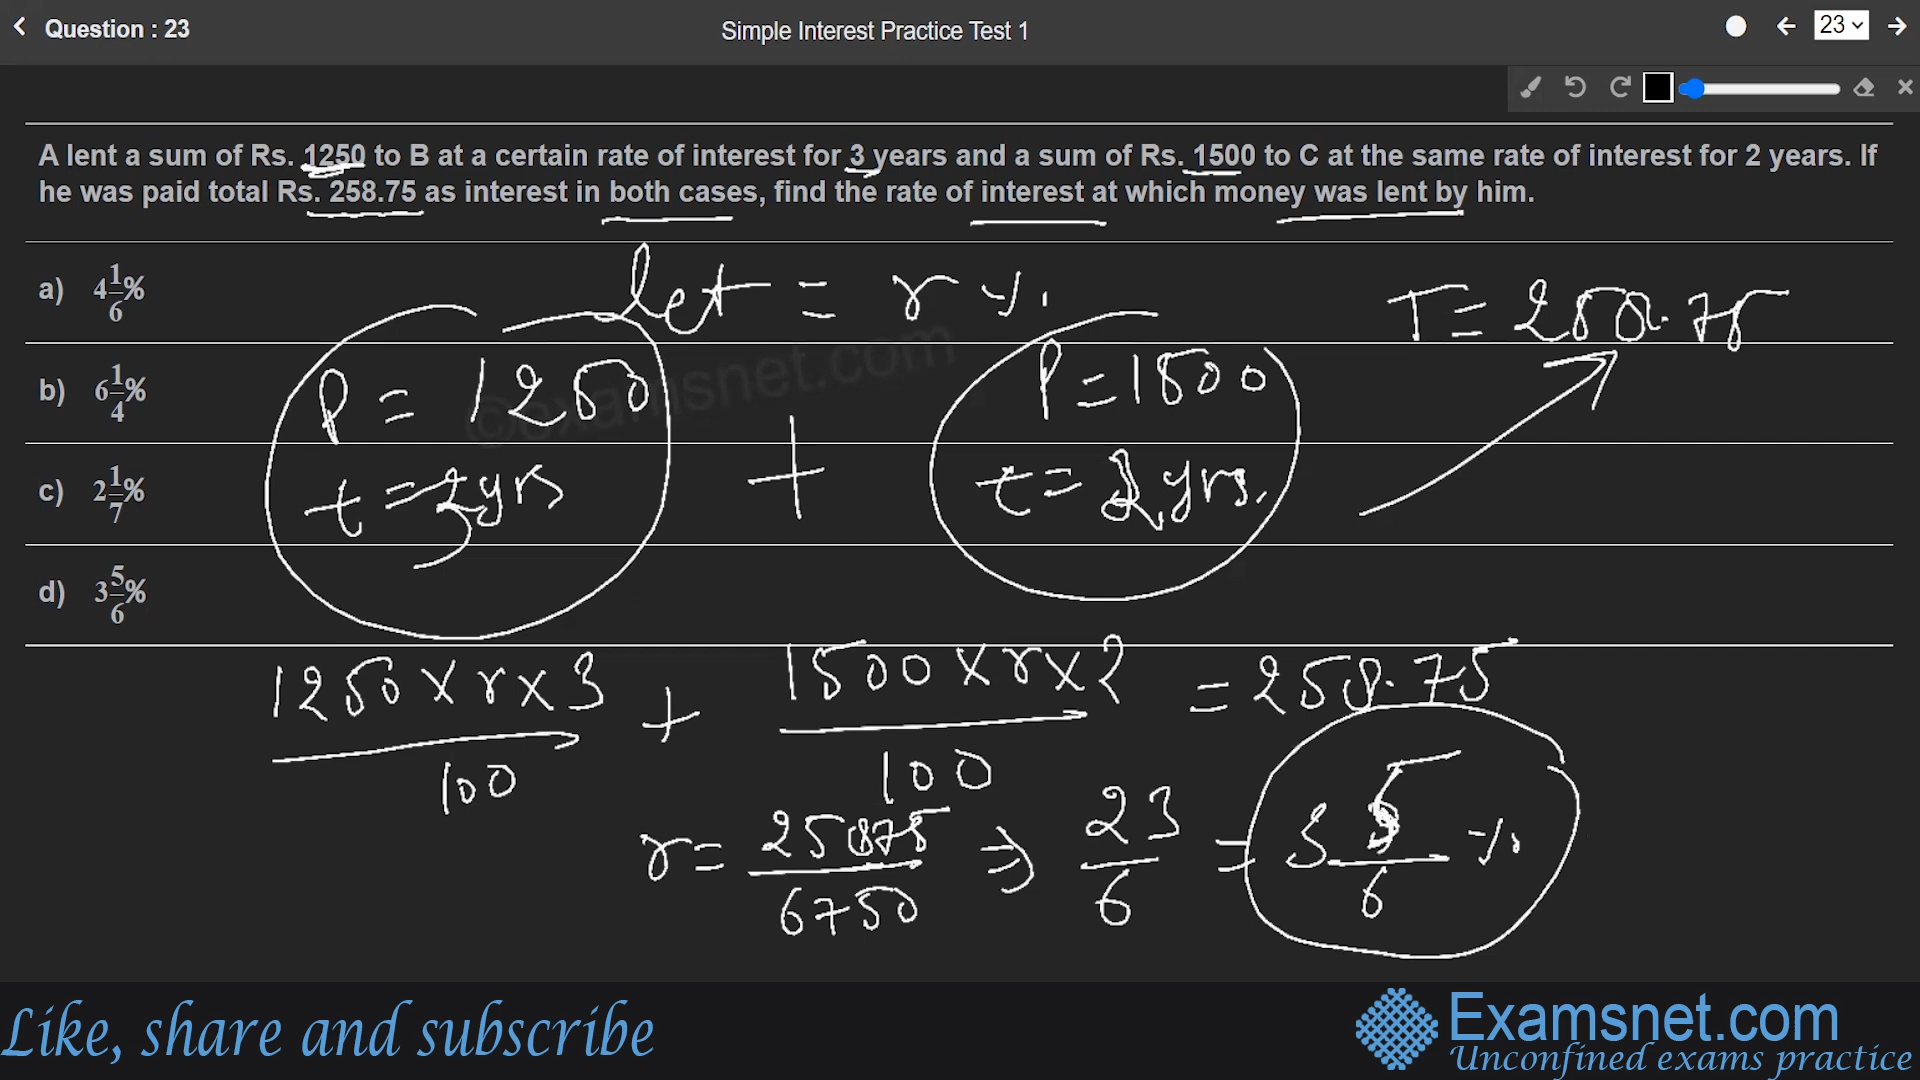 Question : 23
Simple Interest Practice Test 1
23
A lent a sum of Rs. 1250 to B at a certain rate of interest for 3 years and a sum of Rs. 1500 to C at the same rate of interest for 2 years. If
he was paid total Rs. 258.75 as interest in both cases, find the rate of interest at which money was lent by him.
a) 4 1/6%
b) 6 1/4%
c) 2 1/7%
d) 3 5/6%
let = r %.
T = 258.75
P = 1250
P = 1500
t = 3 yrs
+
t = 2 yrs.
©examsnet.com
1250 × r × 3 / 100 + 1500 × r × 2 / 100 = 258.75
r = 25875 / 6750 ⇒ 23 / 6 = 3 5/6 %
Like, share and subscribe
Examsnet.com
Unconfined exams practice